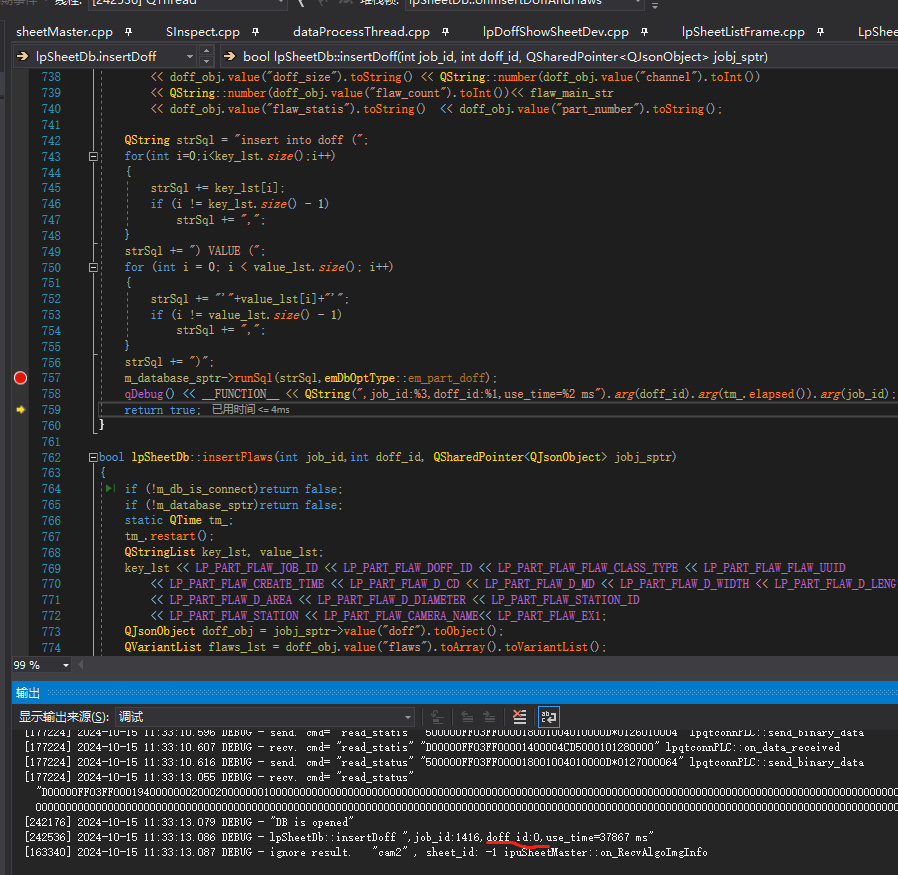 线程: [242536] QThread 堆栈帧: lpSheetDb::onInsertDoffAndFlaws
sheetMaster.cpp SInspect.cpp dataProcessThread.cpp lpDoffShowSheetDev.cpp lpSheetListFrame.cpp LpShee
lpSheetDb.insertDoff bool lpSheetDb::insertDoff(int job_id, int doff_id, QSharedPointer<QJsonObject> jobj_sptr)
738 << doff_obj.value("doff_size").toString() << QString::number(doff_obj.value("channel").toInt())
739 << QString::number(doff_obj.value("flaw_count").toInt())<< flaw_main_str
740 << doff_obj.value("flaw_statis").toString() << doff_obj.value("part_number").toString();
741
742 QString strSql = "insert into doff (";
743 for(int i=0;i<key_lst.size();i++)
744 {
745 strSql += key_lst[i];
746 if (i != key_lst.size() - 1)
747 strSql += ",";
748 }
749 strSql += ") VALUE (";
750 for (int i = 0; i < value_lst.size(); i++)
751 {
752 strSql += "'"+value_lst[i]+"'";
753 if (i != value_lst.size() - 1)
754 strSql += ",";
755 }
756 strSql += ")";
757 m_database_sptr->runSql(strSql,emDbOptType::em_part_doff);
758 qDebug() << __FUNCTION__ << QString(",job_id:%3,doff_id:%1,use_time=%2 ms").arg(doff_id).arg(tm_.elapsed()).arg(job_id);
759 return true; 已用时间 <= 4ms
760 }
761
762 bool lpSheetDb::insertFlaws(int job_id,int doff_id, QSharedPointer<QJsonObject> jobj_sptr)
763 {
764 if (!m_db_is_connect)return false;
765 if (!m_database_sptr)return false;
766 static QTime tm_;
767 tm_.restart();
768 QStringList key_lst, value_lst;
769 key_lst << LP_PART_FLAW_JOB_ID << LP_PART_FLAW_DOFF_ID << LP_PART_FLAW_FLAW_CLASS_TYPE << LP_PART_FLAW_FLAW_UUID
770 << LP_PART_FLAW_CREATE_TIME << LP_PART_FLAW_D_CD << LP_PART_FLAW_D_MD << LP_PART_FLAW_D_WIDTH << LP_PART_FLAW_D_LENG
771 << LP_PART_FLAW_D_AREA << LP_PART_FLAW_D_DIAMETER << LP_PART_FLAW_STATION_ID
772 << LP_PART_FLAW_STATION << LP_PART_FLAW_CAMERA_NAME<< LP_PART_FLAW_EX1;
773 QJsonObject doff_obj = jobj_sptr->value("doff").toObject();
774 QVariantList flaws_lst = doff_obj.value("flaws").toArray().toVariantList();
99 %
输出
显示输出来源(S): 调试
[177224] 2024-10-15 11:33:10.596 DEBUG - send. cmd= "read_statis" "500000FF03FF000018001004010000D*0126010004" lpqtconnPLC::send_binary_data
[177224] 2024-10-15 11:33:10.607 DEBUG - recv. cmd= "read_statis" "D00000FF03FF00001400004CD5000101280000" lpqtconnPLC::on_data_received
[177224] 2024-10-15 11:33:10.616 DEBUG - send. cmd= "read_status" "500000FF03FF000018001004010000D*0127000064" lpqtconnPLC::send_binary_data
[177224] 2024-10-15 11:33:13.055 DEBUG - recv. cmd= "read_status"
[242176] 2024-10-15 11:33:13.079 DEBUG - "DB is opened"
[242536] 2024-10-15 11:33:13.086 DEBUG - lpSheetDb::insertDoff ",job_id:1416,doff_id:0,use_time=37867 ms"
[163340] 2024-10-15 11:33:13.087 DEBUG - ignore result. "cam2" , sheet_id: -1 ipuSheetMaster::on_RecvAlgoImgInfo